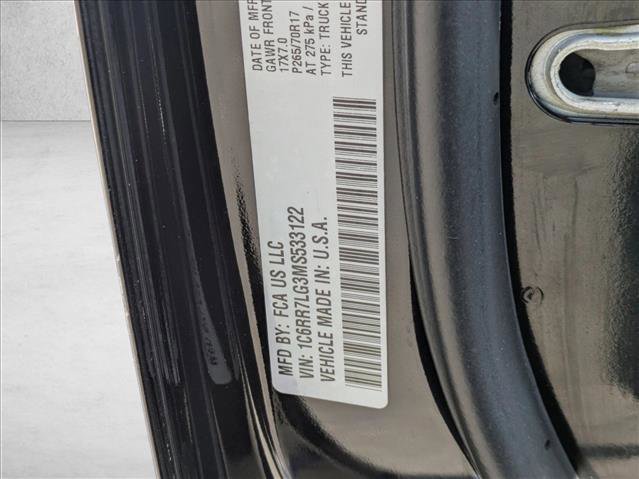 MFD BY: FCA US LLC
VIN: 1C6RR7LG3MS533122
VEHICLE MADE IN: U.S.A.
DATE OF MFR
GAWR FRONT
17X7.0
P265/70R17
AT 275 kPa /
TYPE: TRUCK
THIS VEHICLE
STAND